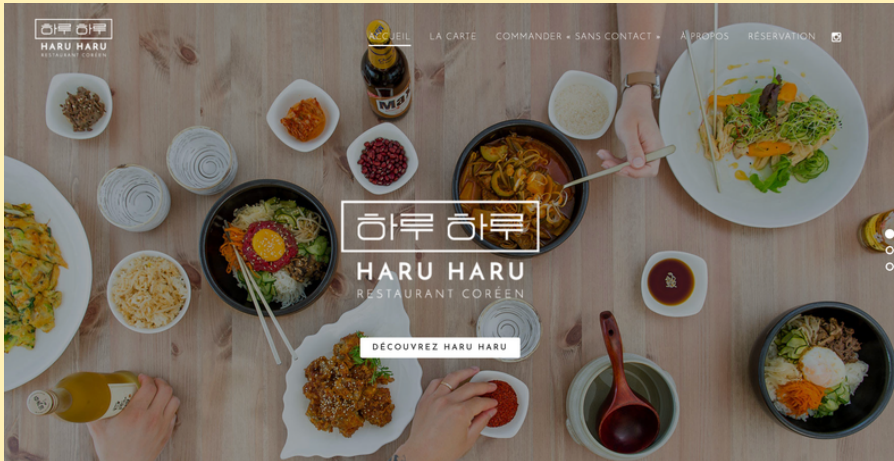 하루 하루
HARU HARU
RESTAURANT CORÉEN
ACCUEIL
LA CARTE
COMMANDER « SANS CONTACT »
À PROPOS
RÉSERVATION
Max
하루 하루
HARU HARU
RESTAURANT CORÉEN
DÉCOUVREZ HARU HARU